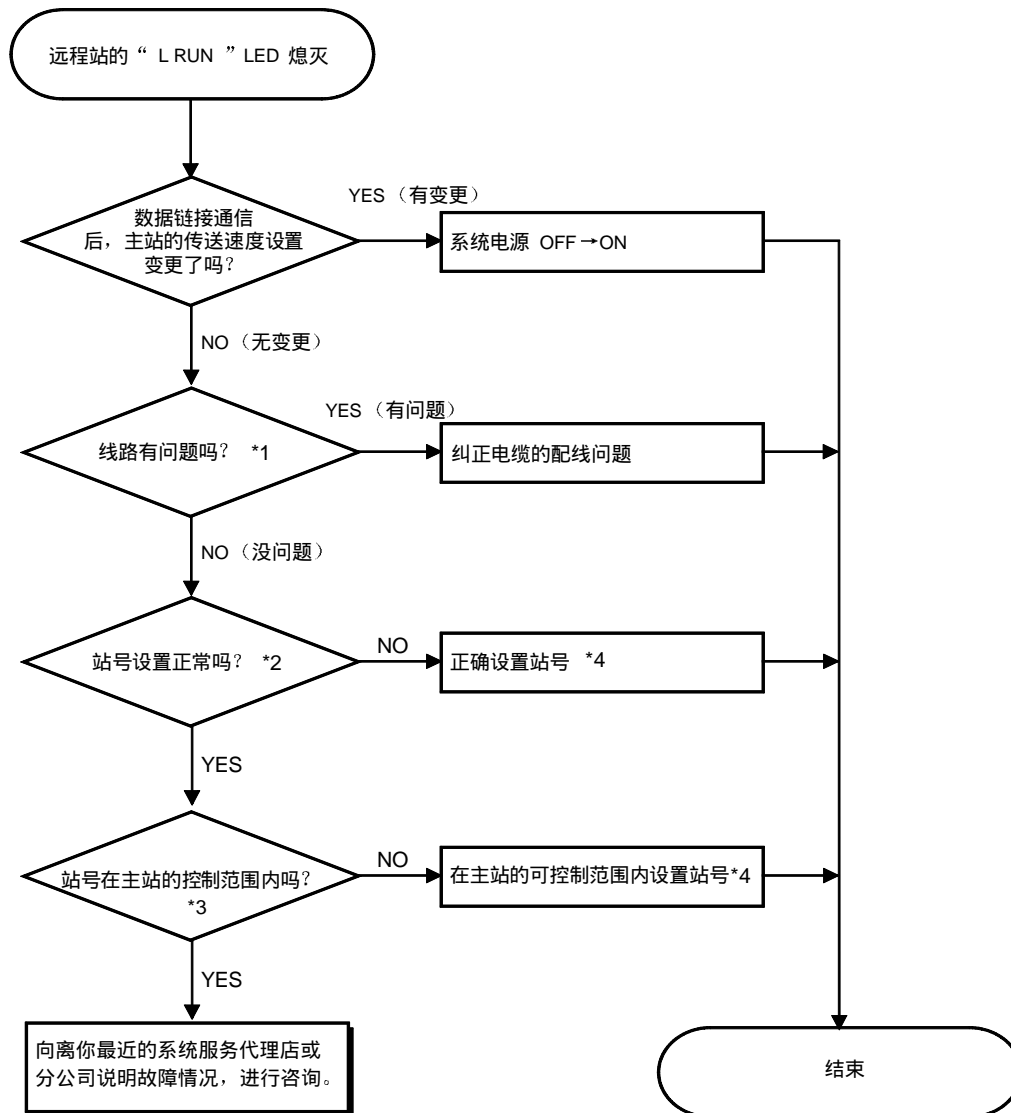 远程站的“ L RUN ”LED 熄灭
数据链接通信
后，主站的传送速度设置
变更了吗？
YES（有变更）
系统电源 OFF→ON
NO（无变更）
线路有问题吗？ *1
YES（有问题）
纠正电缆的配线问题
NO（没问题）
站号设置正常吗？ *2
NO
正确设置站号 *4
YES
站号在主站的控制范围内吗？
*3
NO
在主站的可控制范围内设置站号*4
YES
向离你最近的系统服务代理店或
分公司说明故障情况，进行咨询。
结束